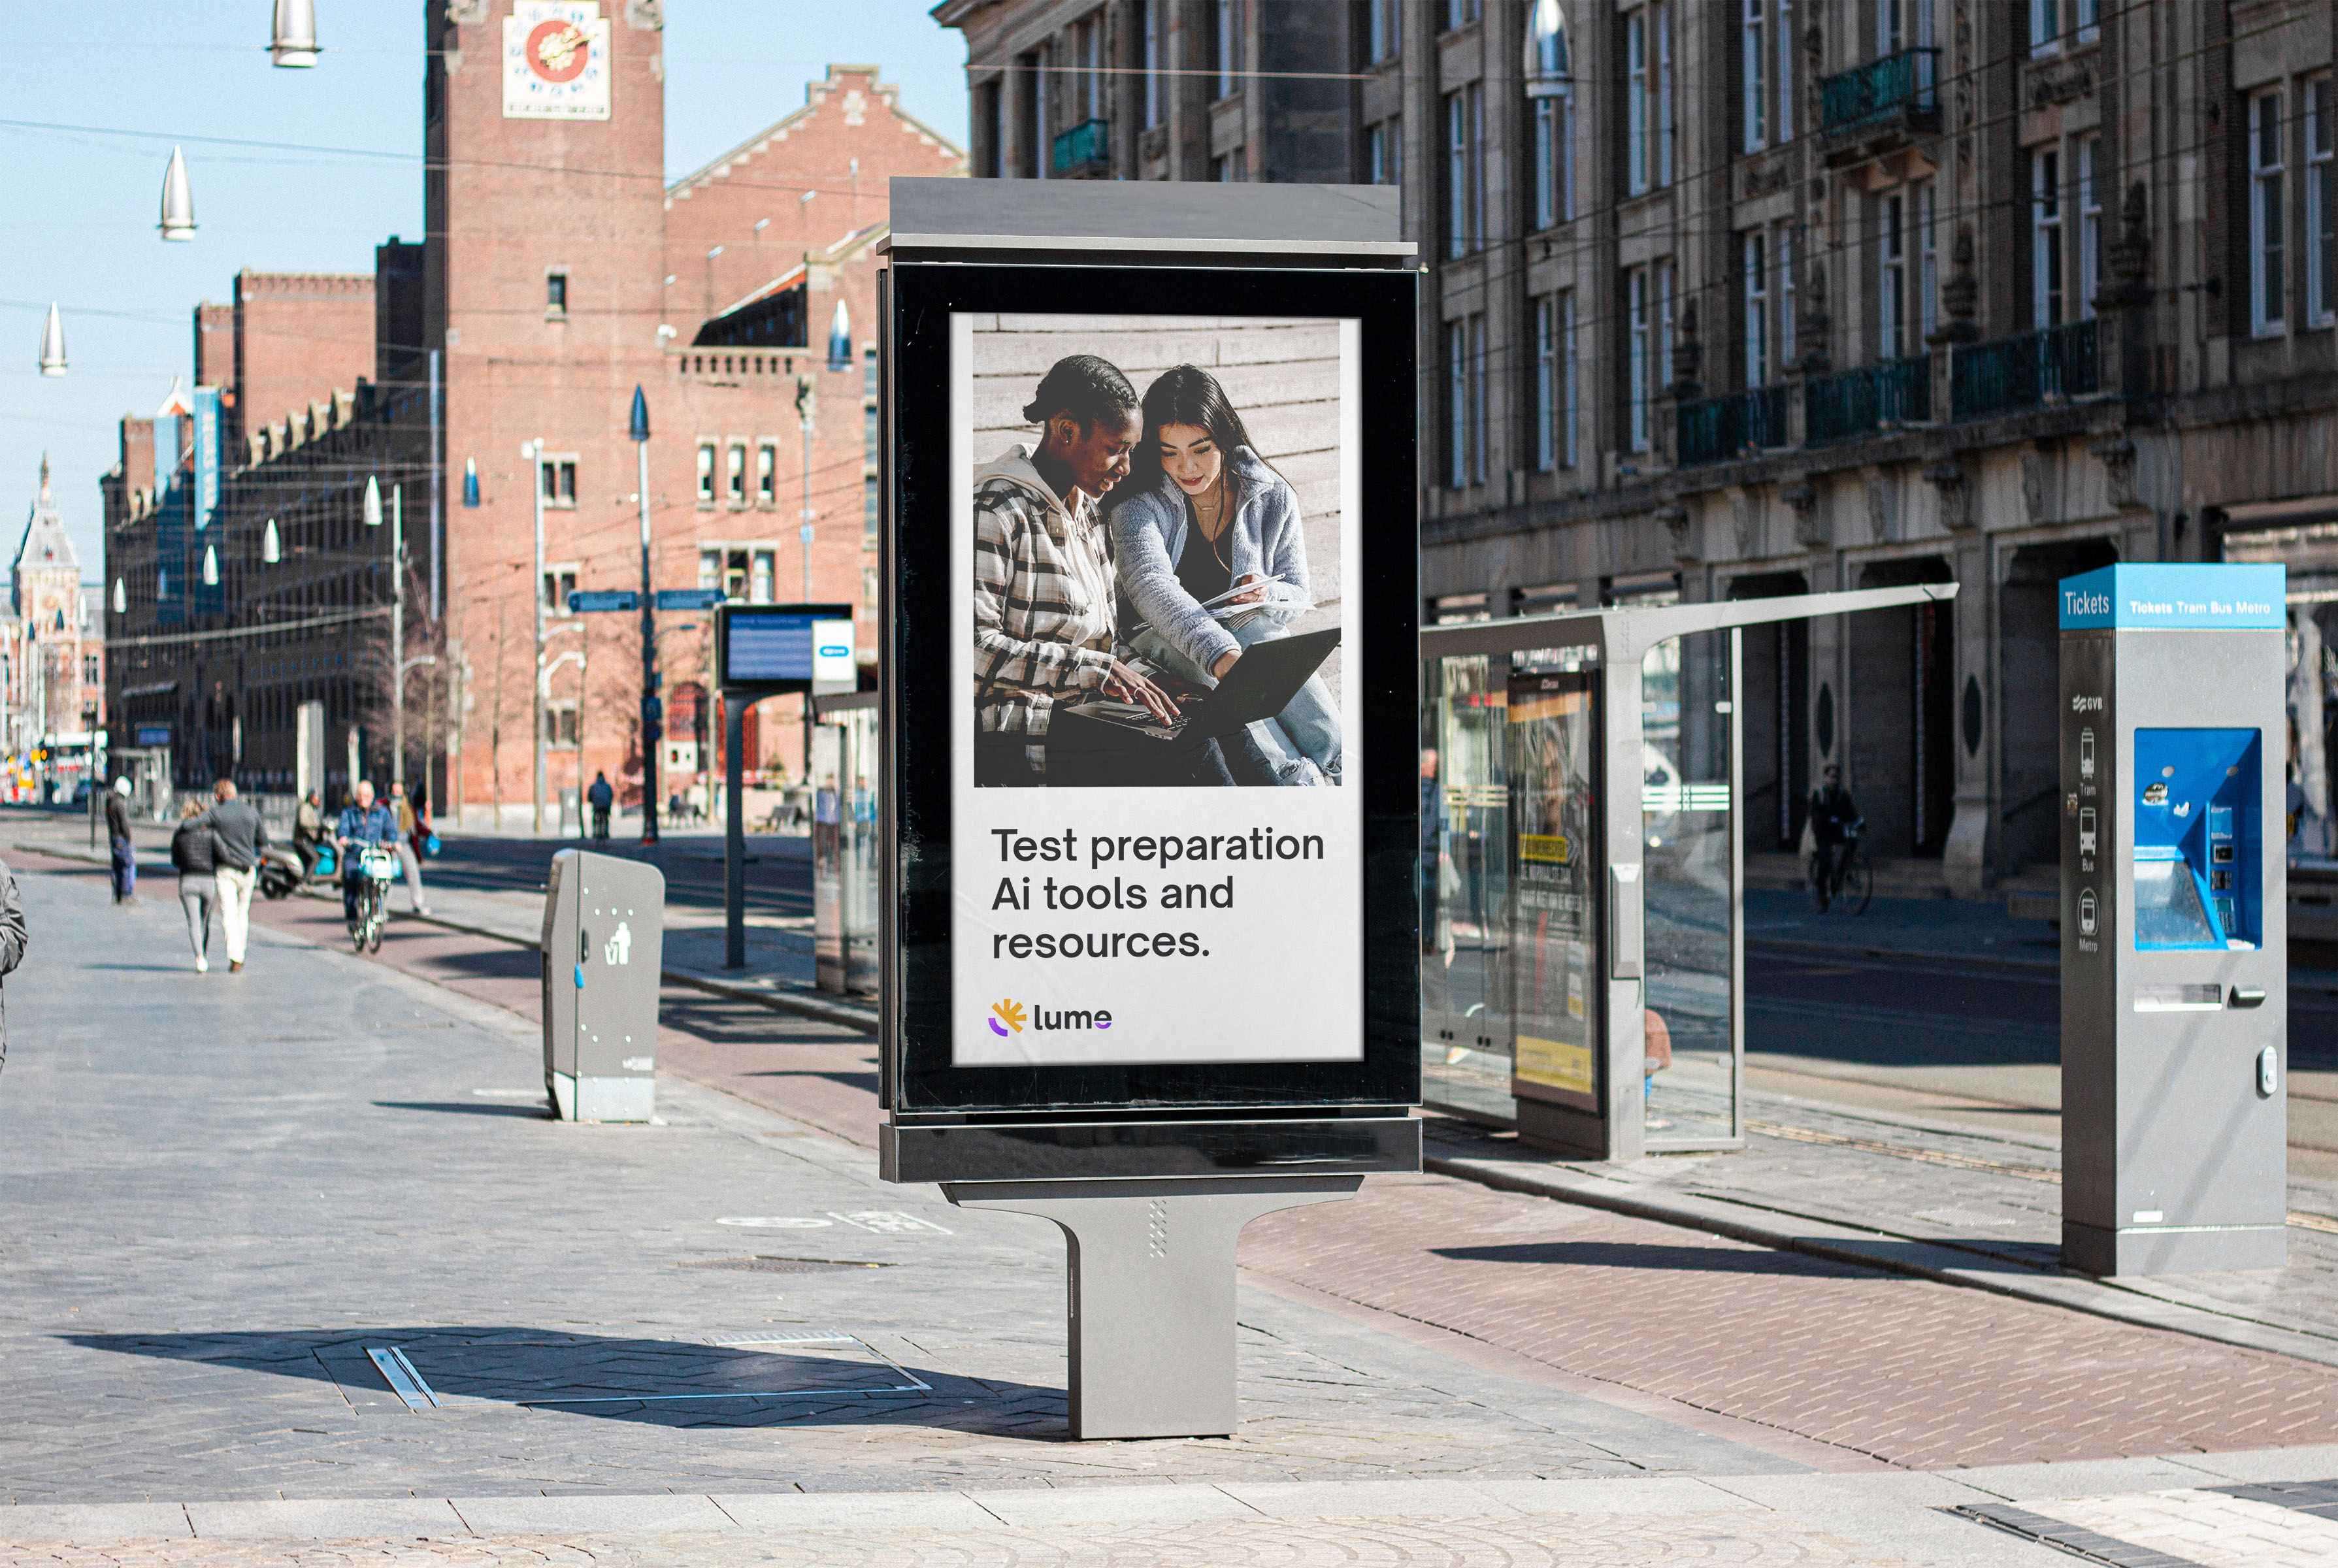 Test preparation
Ai tools and
resources.
lume
Tickets
Tickets Tram Bus Metro
GVB
Tram
Bus
Metro